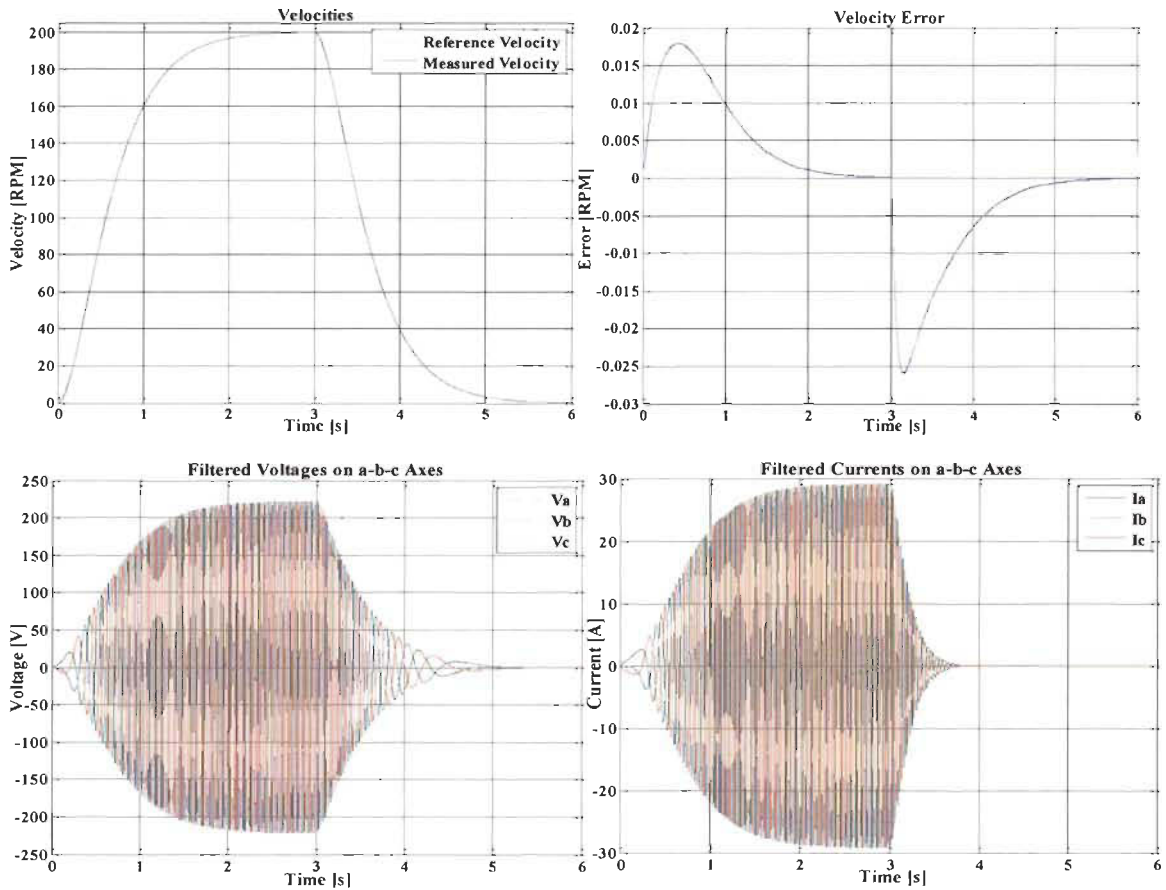 Velocities
Reference Velocity
Measured Velocity
Velocity [RPM]
200
180
160
140
120
100
80
60
40
20
0
0 1 2 3 4 5 6
Time [s]
Velocity Error
Error [RPM]
0.02
0.015
0.01
0.005
0
-0.005
-0.01
-0.015
-0.02
-0.025
-0.03
0 1 2 3 4 5 6
Time [s]
Filtered Voltages on a-b-c Axes
Va
Vb
Vc
Voltage [V]
250
200
150
100
50
0
-50
-100
-150
-200
-250
0 1 2 3 4 5 6
Time [s]
Filtered Currents on a-b-c Axes
Ia
Ib
Ic
Current [A]
30
20
10
0
-10
-20
-30
0 1 2 3 4 5 6
Time [s]